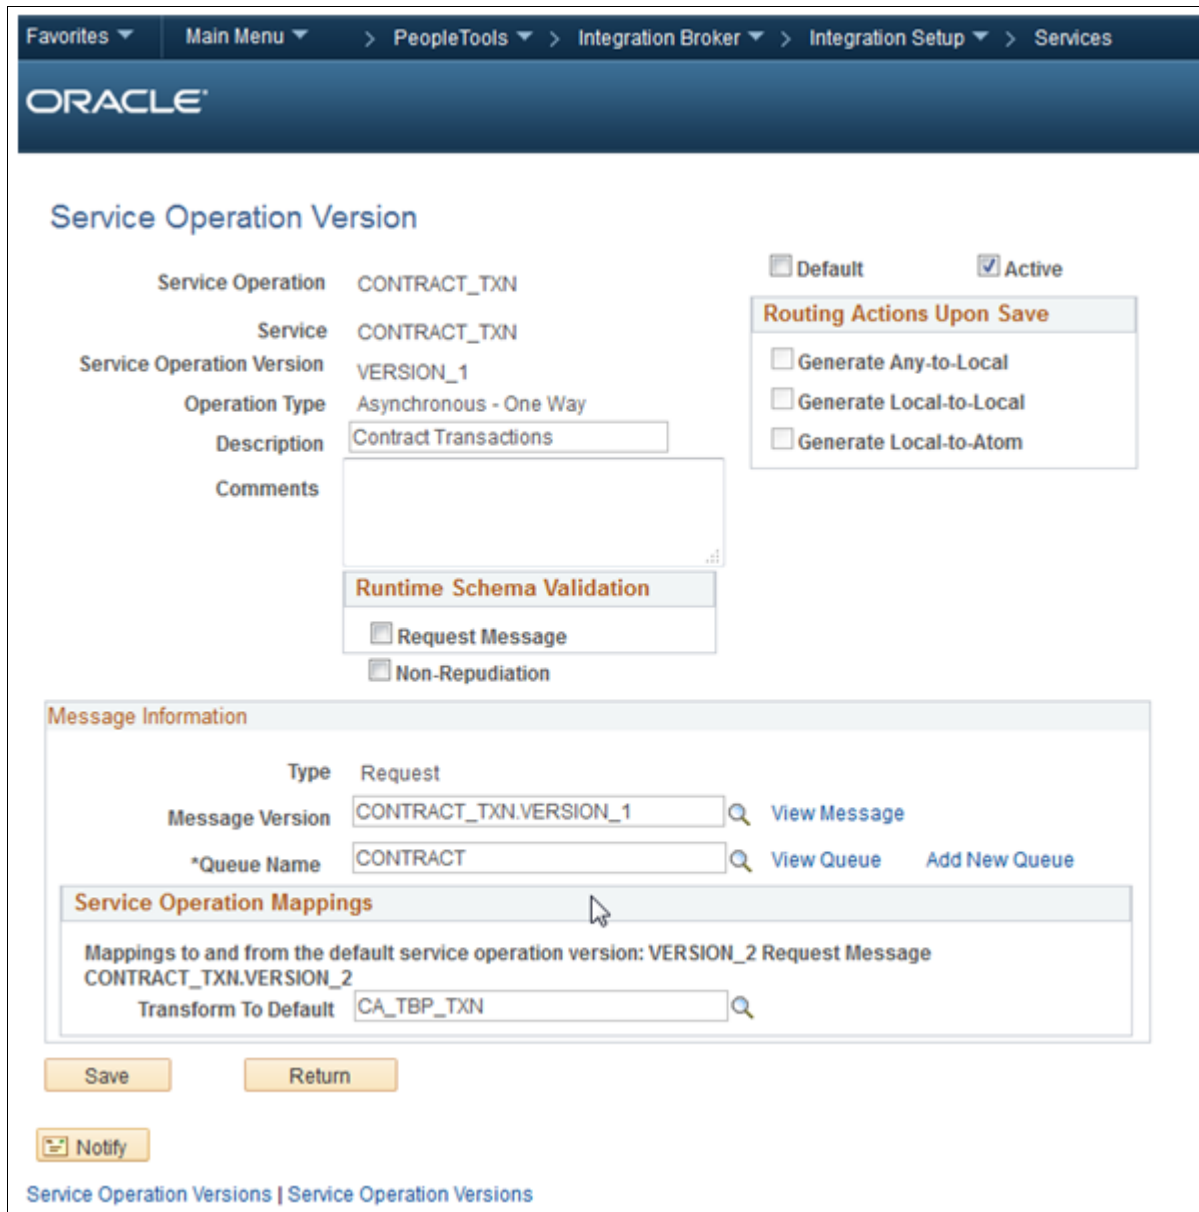 Favorites Main Menu > PeopleTools > Integration Broker > Integration Setup > Services
ORACLE
Service Operation Version
Default Active
Service Operation CONTRACT_TXN
Routing Actions Upon Save
Service CONTRACT_TXN
Generate Any-to-Local
Service Operation Version VERSION_1
Operation Type Asynchronous - One Way
Generate Local-to-Local
Description Contract Transactions
Generate Local-to-Atom
Comments
Runtime Schema Validation
Request Message
Non-Repudiation
Message Information
Type Request
Message Version CONTRACT_TXN.VERSION_1 View Message
*Queue Name CONTRACT View Queue Add New Queue
Service Operation Mappings
Mappings to and from the default service operation version: VERSION_2 Request Message
CONTRACT_TXN.VERSION_2
Transform To Default CA_TBP_TXN
Save Return
Notify
Service Operation Versions | Service Operation Versions